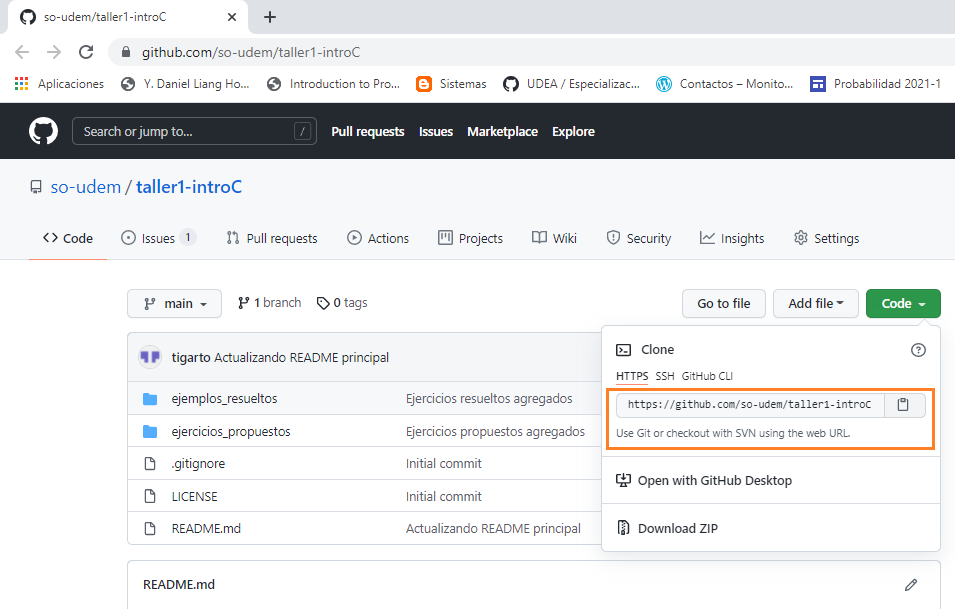 so-udem/taller1-introC
github.com/so-udem/taller1-introC
Aplicaciones Y. Daniel Liang Ho... Introduction to Pro... Sistemas UDEA / Especializac... Contactos – Monito... Probabilidad 2021-1
Search or jump to... / Pull requests Issues Marketplace Explore
so-udem / taller1-introC
Code Issues 1 Pull requests Actions Projects Wiki Security Insights Settings
main 1 branch 0 tags Go to file Add file Code
tigarto Actualizando README principal
ejemplos_resueltos Ejercicios resueltos agregados
ejercicios_propuestos Ejercicios propuestos agregados
.gitignore Initial commit
LICENSE Initial commit
README.md Actualizando README principal
Clone
HTTPS SSH GitHub CLI
https://github.com/so-udem/taller1-introC
Use Git or checkout with SVN using the web URL.
Open with GitHub Desktop
Download ZIP
README.md